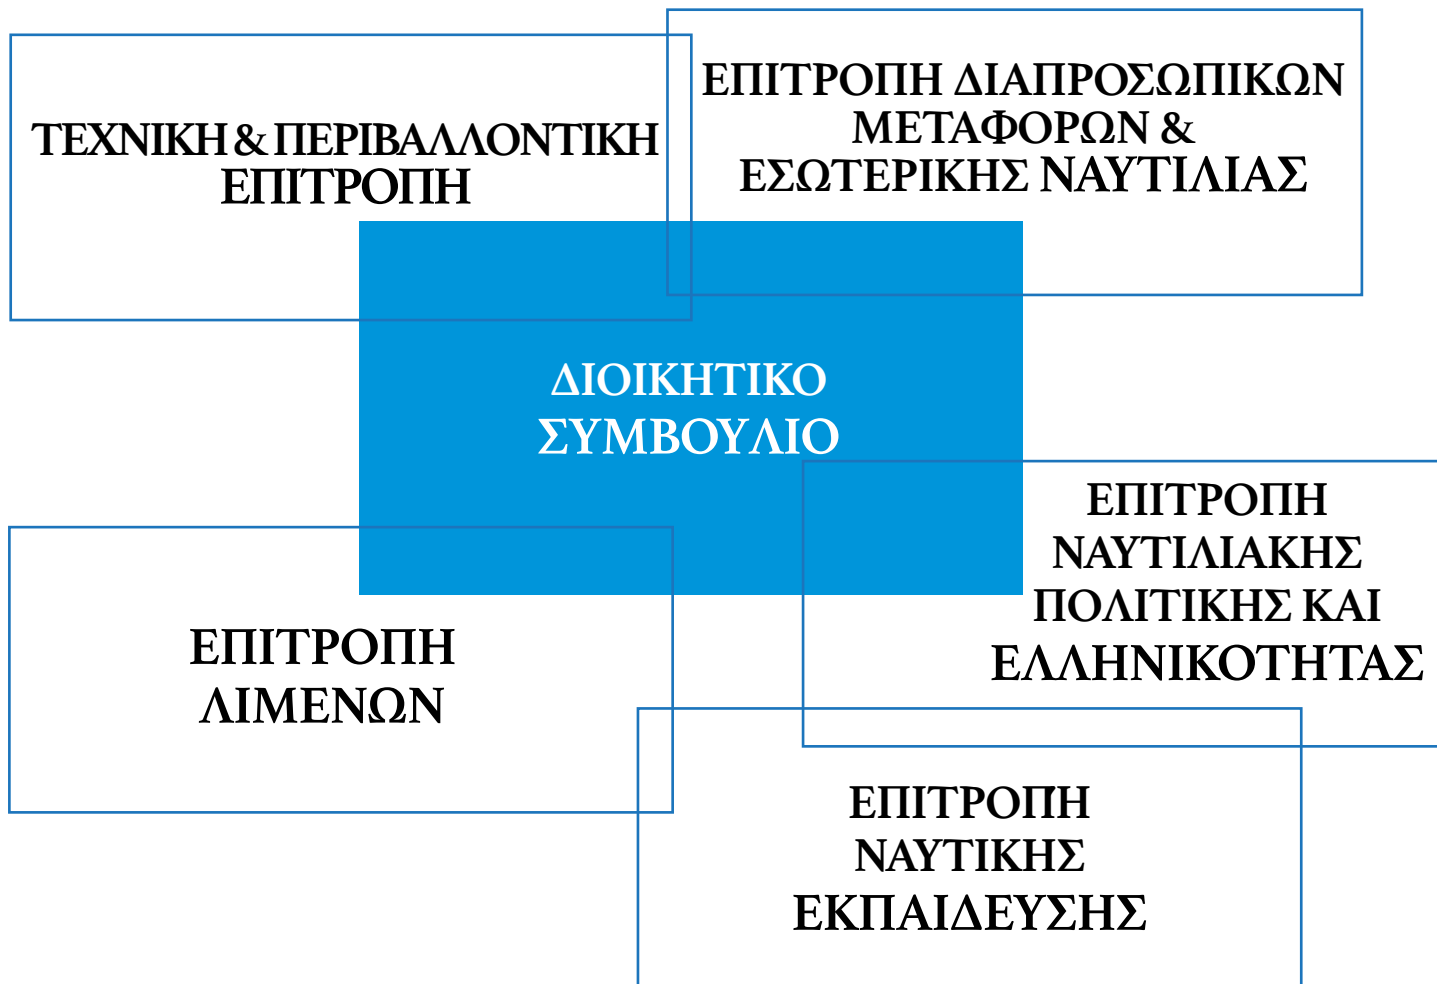 ΤΕΧΝΙΚΗ & ΠΕΡΙΒΑΛΛΟΝΤΙΚΗ
ΕΠΙΤΡΟΠΗ
ΕΠΙΤΡΟΠΗ ΔΙΑΠΡΟΣΩΠΙΚΩΝ
ΜΕΤΑΦΟΡΩΝ &
ΕΣΩΤΕΡΙΚΗΣ ΝΑΥΤΙΛΙΑΣ
ΔΙΟΙΚΗΤΙΚΟ
ΣΥΜΒΟΥΛΙΟ
ΕΠΙΤΡΟΠΗ
ΝΑΥΤΙΛΙΑΚΗΣ
ΠΟΛΙΤΙΚΗΣ ΚΑΙ
ΕΛΛΗΝΙΚΟΤΗΤΑΣ
ΕΠΙΤΡΟΠΗ
ΛΙΜΕΝΩΝ
ΕΠΙΤΡΟΠΗ
ΝΑΥΤΙΚΗΣ
ΕΚΠΑΙΔΕΥΣΗΣ